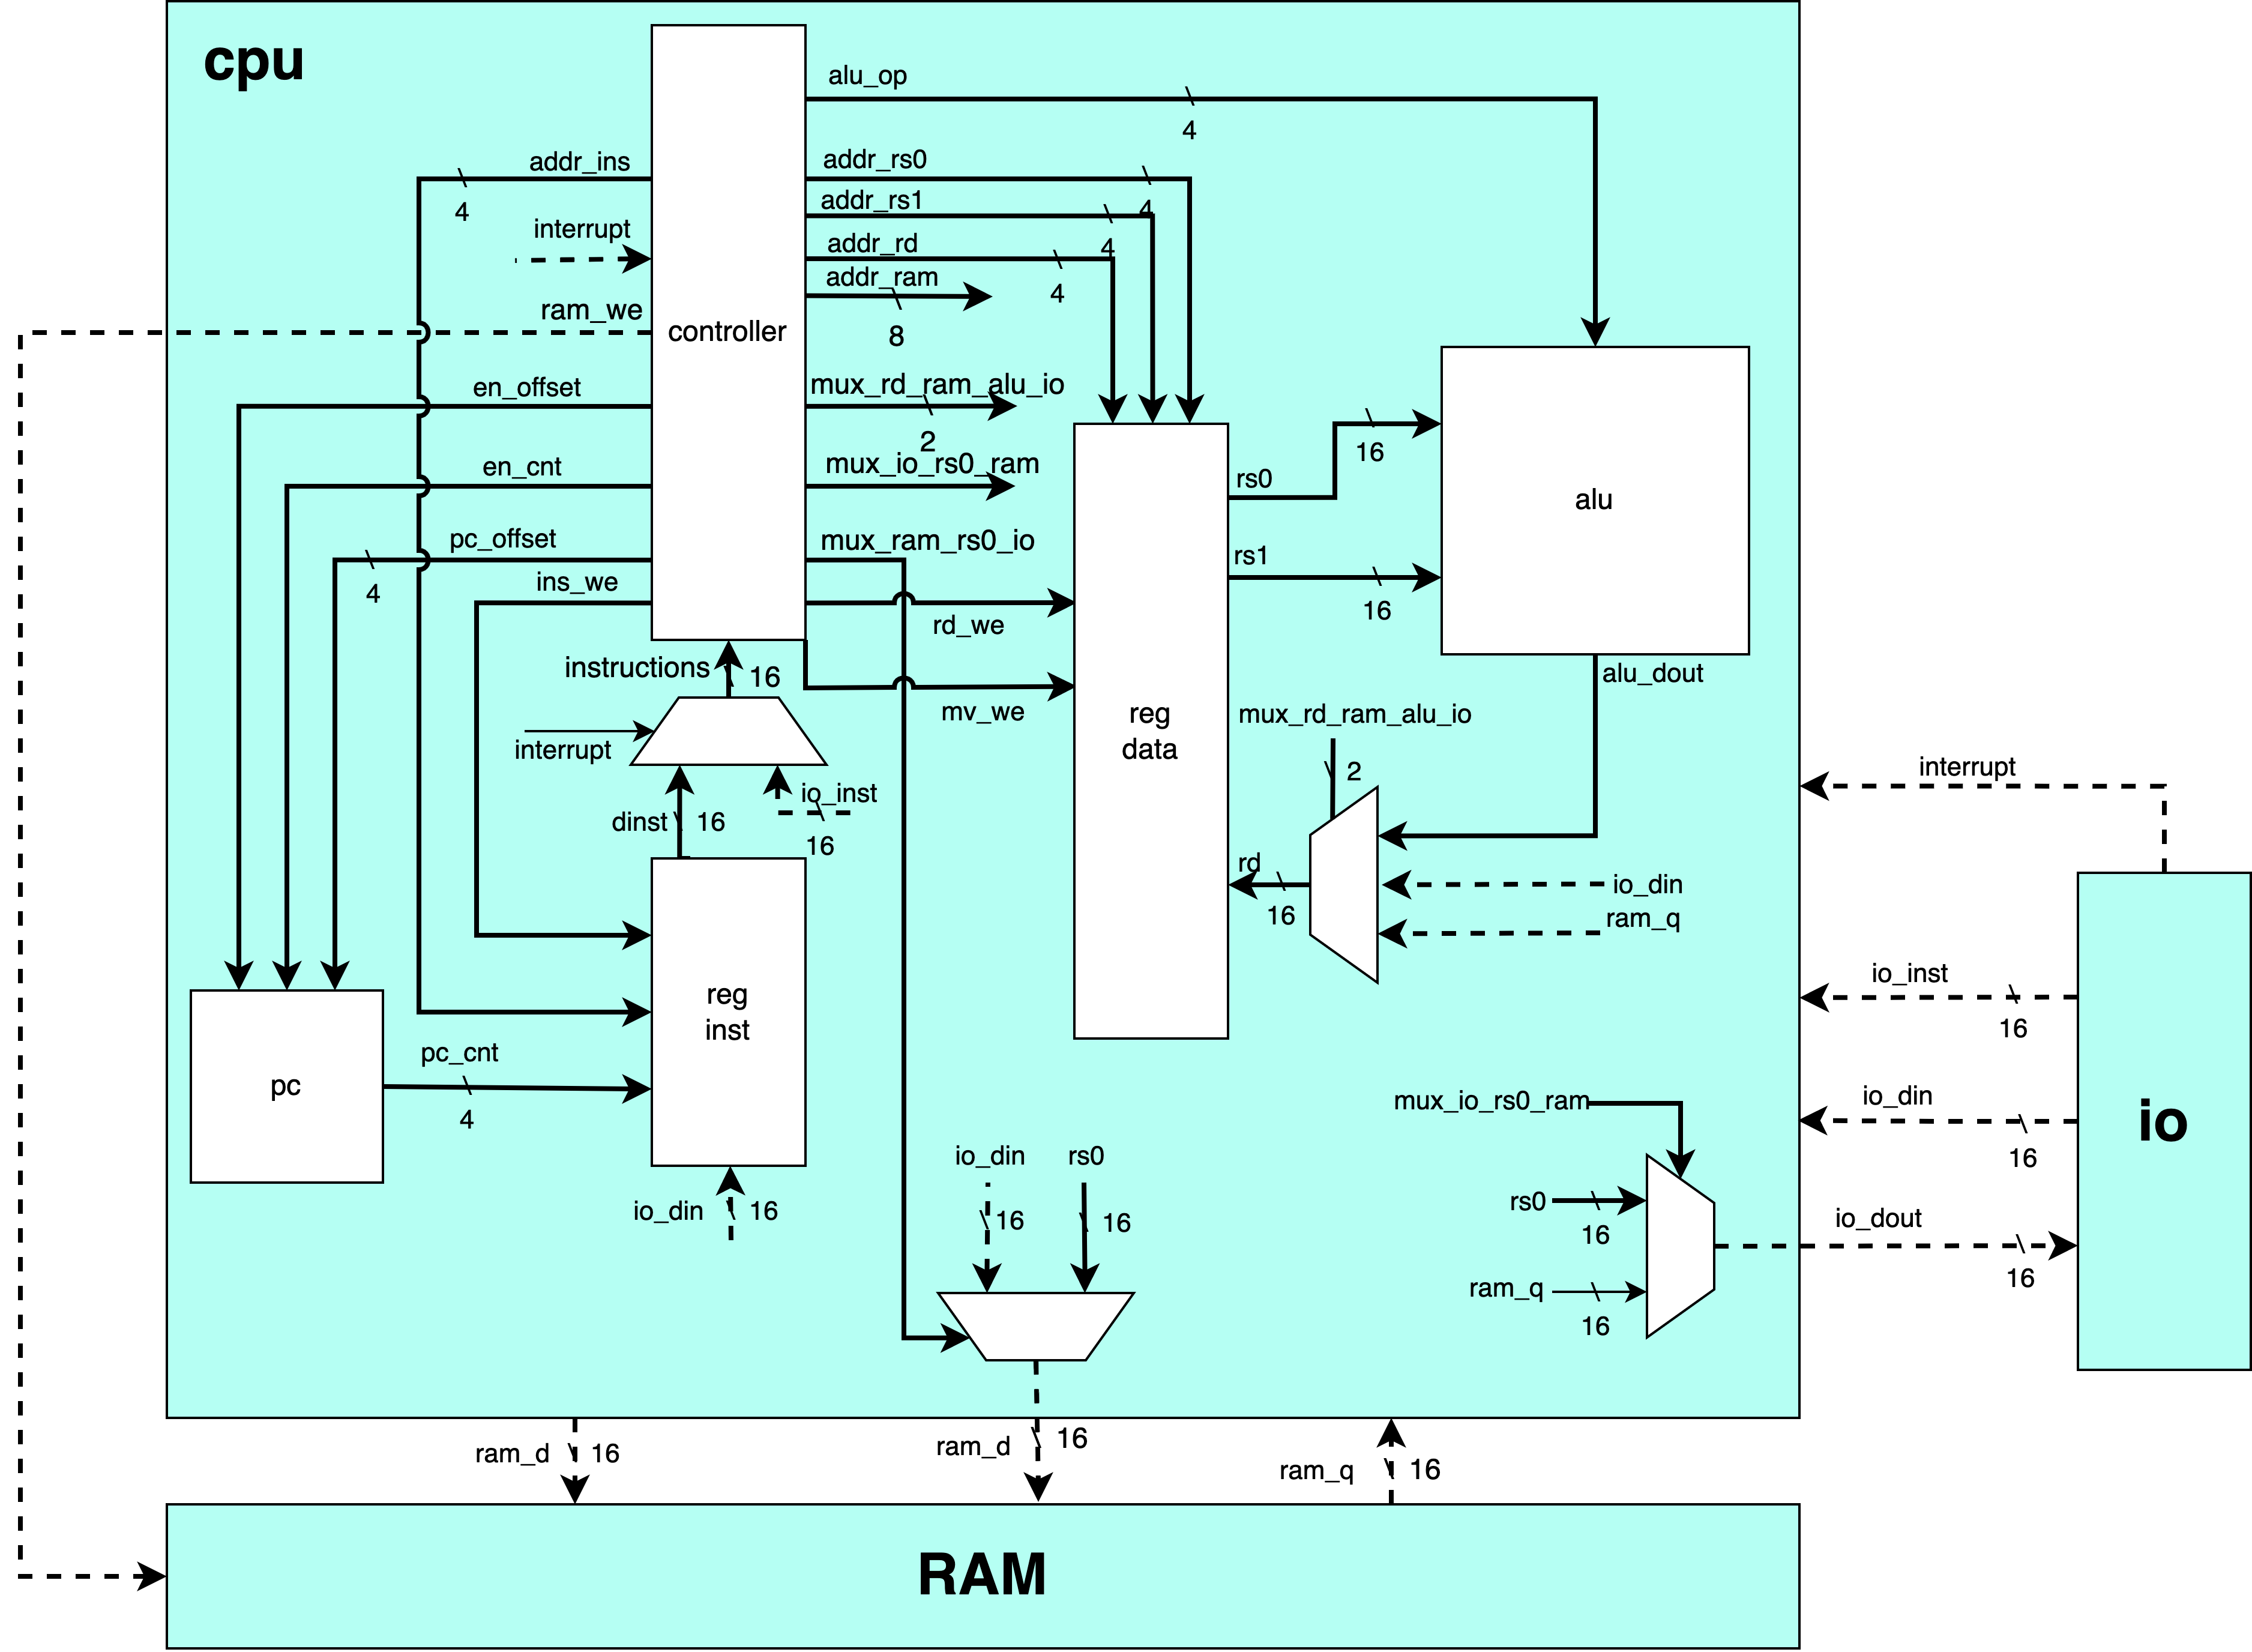 cpu
alu_op
4
addr_ins
4
addr_rs0
4
addr_rs1
4
interrupt
addr_rd
4
addr_ram
8
ram_we
controller
en_offset
mux_rd_ram_alu_io
2
en_cnt
mux_io_rs0_ram
pc_offset
4
mux_ram_rs0_io
ins_we
rd_we
mv_we
instructions
16
interrupt
dinst
16
io_inst
16
rs0
16
rs1
16
alu
alu_dout
reg
data
mux_rd_ram_alu_io
2
rd
16
io_din
ram_q
reg
inst
pc
pc_cnt
4
io_din
16
io_din
16
rs0
16
mux_io_rs0_ram
rs0
16
ram_q
16
interrupt
io_inst
16
io_din
16
io_dout
16
io
ram_d
16
ram_d
16
ram_q
16
RAM